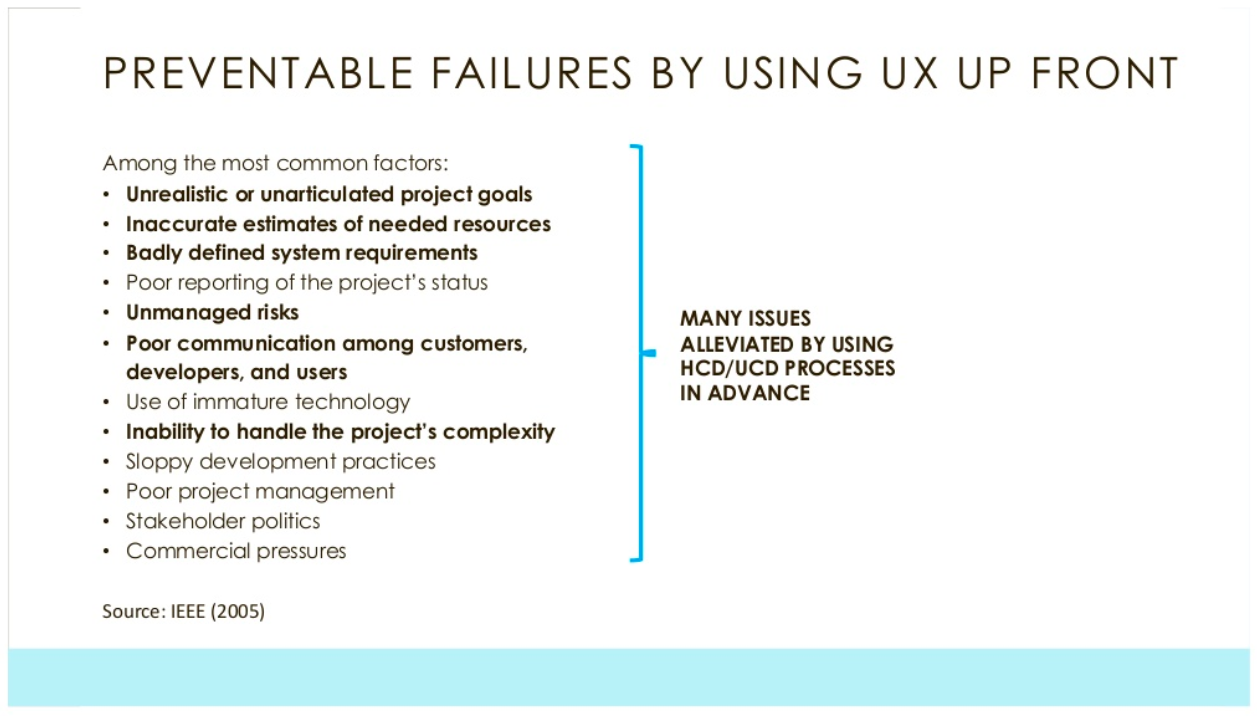 PREVENTABLE FAILURES BY USING UX UP FRONT
Among the most common factors:
• Unrealistic or unarticulated project goals
• Inaccurate estimates of needed resources
• Badly defined system requirements
• Poor reporting of the project's status
• Unmanaged risks
• Poor communication among customers,
developers, and users
• Use of immature technology
• Inability to handle the project's complexity
• Sloppy development practices
• Poor project management
• Stakeholder politics
• Commercial pressures
MANY ISSUES
ALLEVIATED BY USING
HCD/UCD PROCESSES
IN ADVANCE
Source: IEEE (2005)